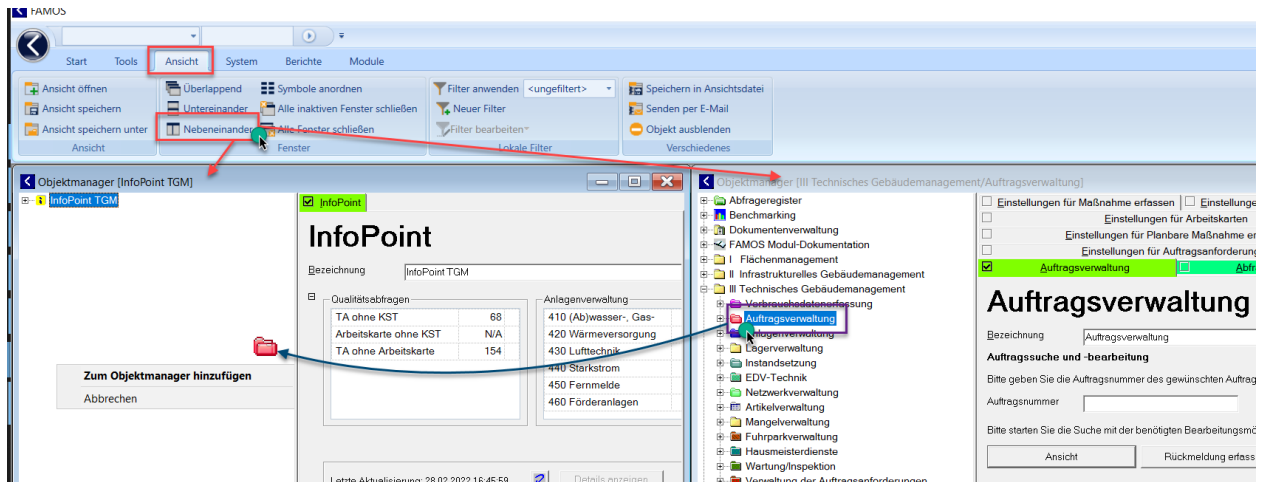 FAMOS
Start Tools Ansicht System Berichte Module
Ansicht öffnen
Ansicht speichern
Ansicht speichern unter
Ansicht
Überlappend
Untereinander
Nebeneinander
Symbole anordnen
Alle inaktiven Fenster schließen
Alle Fenster schließen
Fenster
Filter anwenden <ungefiltert>
Neuer Filter
Filter bearbeiten
Lokale Filter
Speichern in Ansichtsdatei
Senden per E-Mail
Objekt ausblenden
Verschiedenes
Objektmanager [InfoPoint TGM]
InfoPoint TGM
Zum Objektmanager hinzufügen
Abbrechen
InfoPoint
InfoPoint
Bezeichnung InfoPoint TGM
Qualitätsabfragen
TA ohne KST 68
Arbeitskarte ohne KST N/A
TA ohne Arbeitskarte 154
Anlagenverwaltung
410 (Ab)wasser-, Gas-
420 Wärmeversorgung
430 Lufttechnik
440 Starkstrom
450 Fernmelde
460 Förderanlagen
Letzte Aktualisierung: 28.02.2022 16:45:59 Details anzeigen
Objektmanager [III Technisches Gebäudemanagement/Auftragsverwaltung]
Abfrageregister
Benchmarking
Dokumentenverwaltung
FAMOS Modul-Dokumentation
I Flächenmanagement
II Infrastrukturelles Gebäudemanagement
III Technisches Gebäudemanagement
Verbrauchsdatenerfassung
Auftragsverwaltung
Anlagenverwaltung
Lagerverwaltung
Instandsetzung
EDV-Technik
Netzwerkverwaltung
Artikelverwaltung
Mangelverwaltung
Fuhrparkverwaltung
Hausmeisterdienste
Wartung/Inspektion
Verwaltung der Auftragsanforderungen
Einstellungen für Maßnahme erfassen Einstellunge
Einstellungen für Arbeitskarten
Einstellungen für Planbare Maßnahme er
Einstellungen für Auftragsanforderung
Auftragsverwaltung Abfr
Auftragsverwaltung
Bezeichnung Auftragsverwaltung
Auftragssuche und -bearbeitung
Bitte geben Sie die Auftragsnummer des gewünschten Auftrag
Auftragsnummer
Bitte starten Sie die Suche mit der benötigten Bearbeitungsmö
Ansicht Rückmeldung erfass